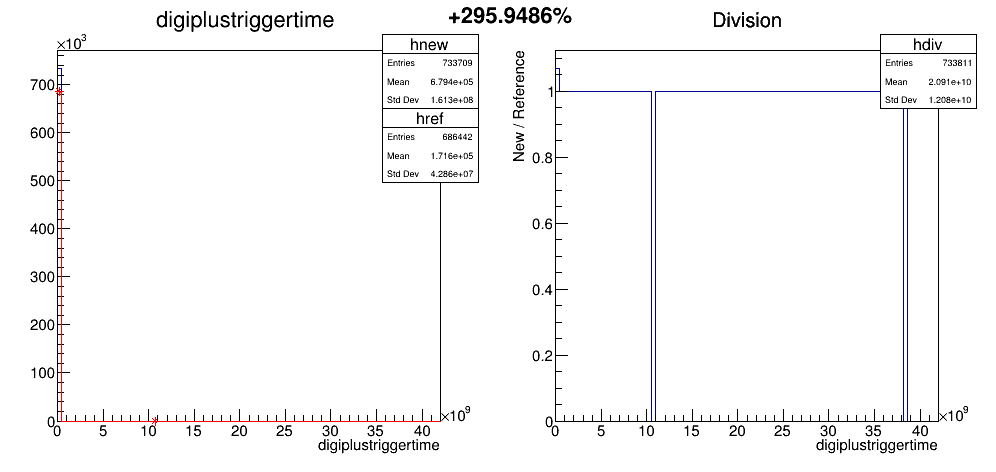 digiplustriggertime
+295.9486%
Division
×10³
hnew
Entries 733709
Mean 6.794e+05
Std Dev 1.613e+08
href
Entries 686442
Mean 1.716e+05
Std Dev 4.286e+07
700
600
500
400
300
200
100
0
0 5 10 15 20 25 30 35 40
×10⁹
digiplustriggertime
New / Reference
hdiv
Entries 733811
Mean 2.091e+10
Std Dev 1.208e+10
1
0.8
0.6
0.4
0.2
0
0 5 10 15 20 25 30 35 40
×10⁹
digiplustriggertime